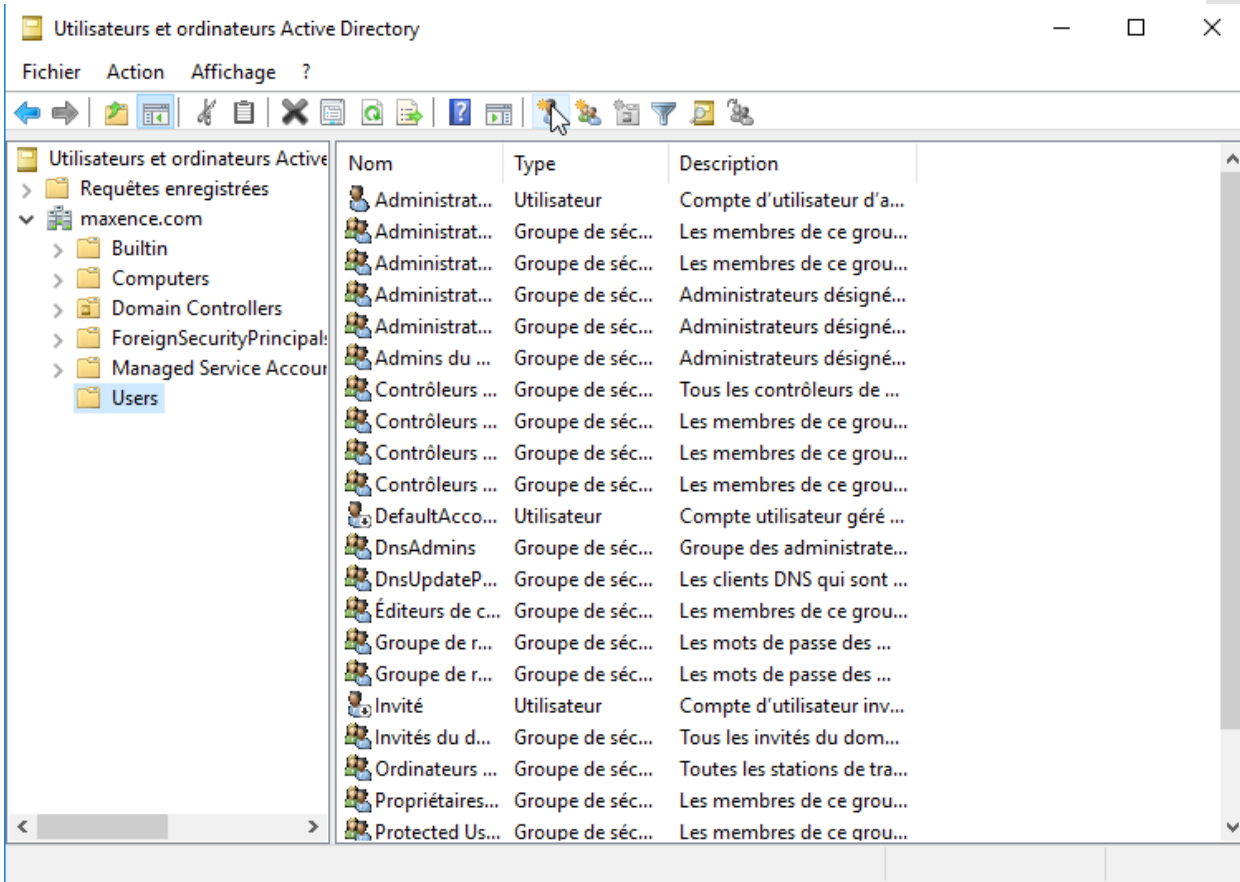 Utilisateurs et ordinateurs Active Directory
Fichier Action Affichage ?
Utilisateurs et ordinateurs Active
Requêtes enregistrées
maxence.com
Builtin
Computers
Domain Controllers
ForeignSecurityPrincipals
Managed Service Accour
Users
Nom Type Description
Administrat... Utilisateur Compte d'utilisateur d'a...
Administrat... Groupe de séc... Les membres de ce grou...
Administrat... Groupe de séc... Les membres de ce grou...
Administrat... Groupe de séc... Administrateurs désigné...
Administrat... Groupe de séc... Administrateurs désigné...
Admins du ... Groupe de séc... Administrateurs désigné...
Contrôleurs ... Groupe de séc... Tous les contrôleurs de ...
Contrôleurs ... Groupe de séc... Les membres de ce grou...
Contrôleurs ... Groupe de séc... Les membres de ce grou...
Contrôleurs ... Groupe de séc... Les membres de ce grou...
DefaultAcco... Utilisateur Compte utilisateur géré ...
DnsAdmins Groupe de séc... Groupe des administrate...
DnsUpdateP... Groupe de séc... Les clients DNS qui sont ...
Éditeurs de c... Groupe de séc... Les membres de ce grou...
Groupe de r... Groupe de séc... Les mots de passe des ...
Groupe de r... Groupe de séc... Les mots de passe des ...
Invité Utilisateur Compte d'utilisateur inv...
Invités du d... Groupe de séc... Tous les invités du dom...
Ordinateurs ... Groupe de séc... Toutes les stations de tra...
Propriétaires... Groupe de séc... Les membres de ce grou...
Protected Us... Groupe de séc... Les membres de ce grou...